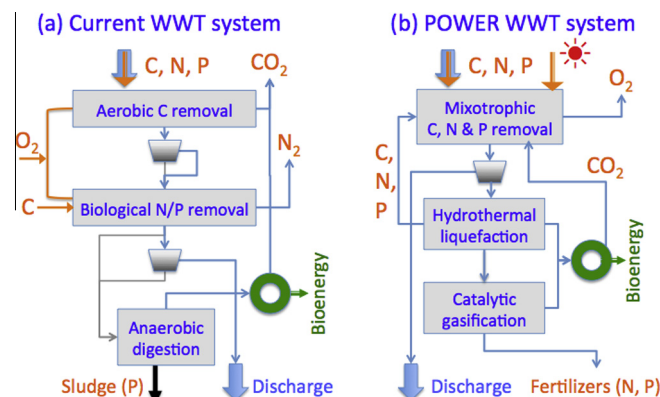 (a) Current WWT system
C, N, P
CO2
Aerobic C removal
O2
N2
C
Biological N/P removal
Bioenergy
Anaerobic
digestion
Sludge (P)
Discharge
(b) POWER WWT system
C, N, P
O2
Mixotrophic
C, N & P removal
C,
N,
P
CO2
Hydrothermal
liquefaction
Bioenergy
Catalytic
gasification
Discharge
Fertilizers (N, P)